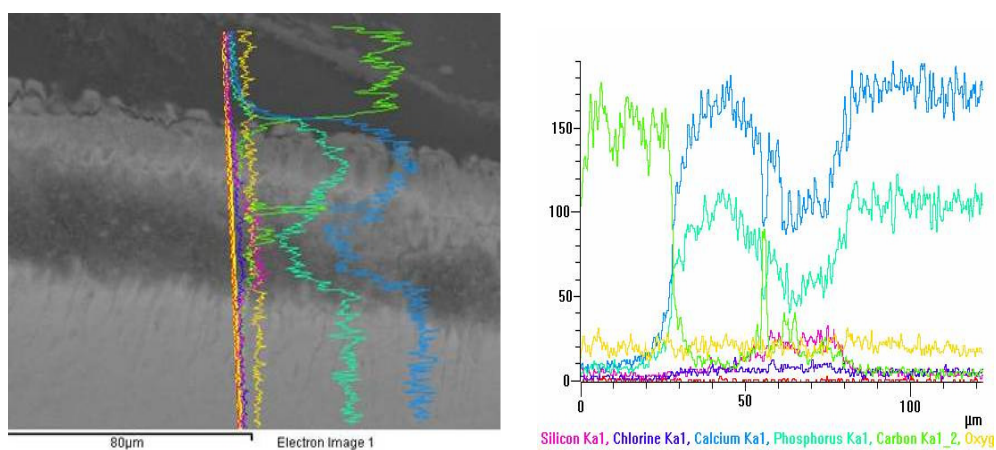 80µm Electron Image 1
150
100
50
0
0 50 100
µm
Silicon Ka1, Chlorine Ka1, Calcium Ka1, Phosphorus Ka1, Carbon Ka1_2, Oxyg